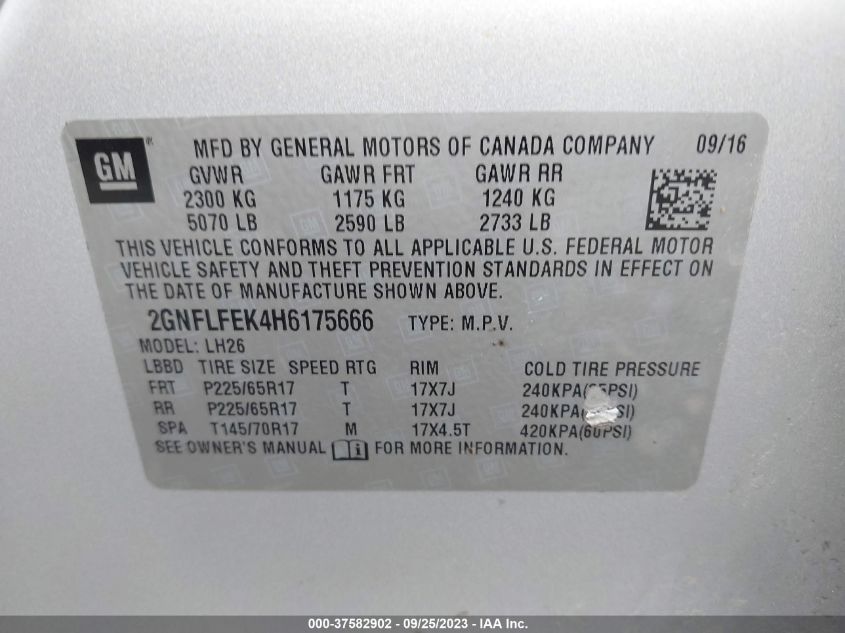 GM ® MFD BY GENERAL MOTORS OF CANADA COMPANY 09/16
GVWR GAWR FRT GAWR RR
2300 KG 1175 KG 1240 KG
5070 LB 2590 LB 2733 LB
THIS VEHICLE CONFORMS TO ALL APPLICABLE U.S. FEDERAL MOTOR
VEHICLE SAFETY AND THEFT PREVENTION STANDARDS IN EFFECT ON
THE DATE OF MANUFACTURE SHOWN ABOVE.
2GNFLFEK4H6175666 TYPE: M.P.V.
MODEL: LH26
LBBD TIRE SIZE SPEED RTG RIM COLD TIRE PRESSURE
FRT P225/65R17 T 17X7J 240KPA( 5PSI)
RR P225/65R17 T 17X7J 240KPA( PSI)
SPA T145/70R17 M 17X4.5T 420KPA(60PSI)
SEE OWNER'S MANUAL FOR MORE INFORMATION.
000-37582902 - 09/25/2023 - IAA Inc.